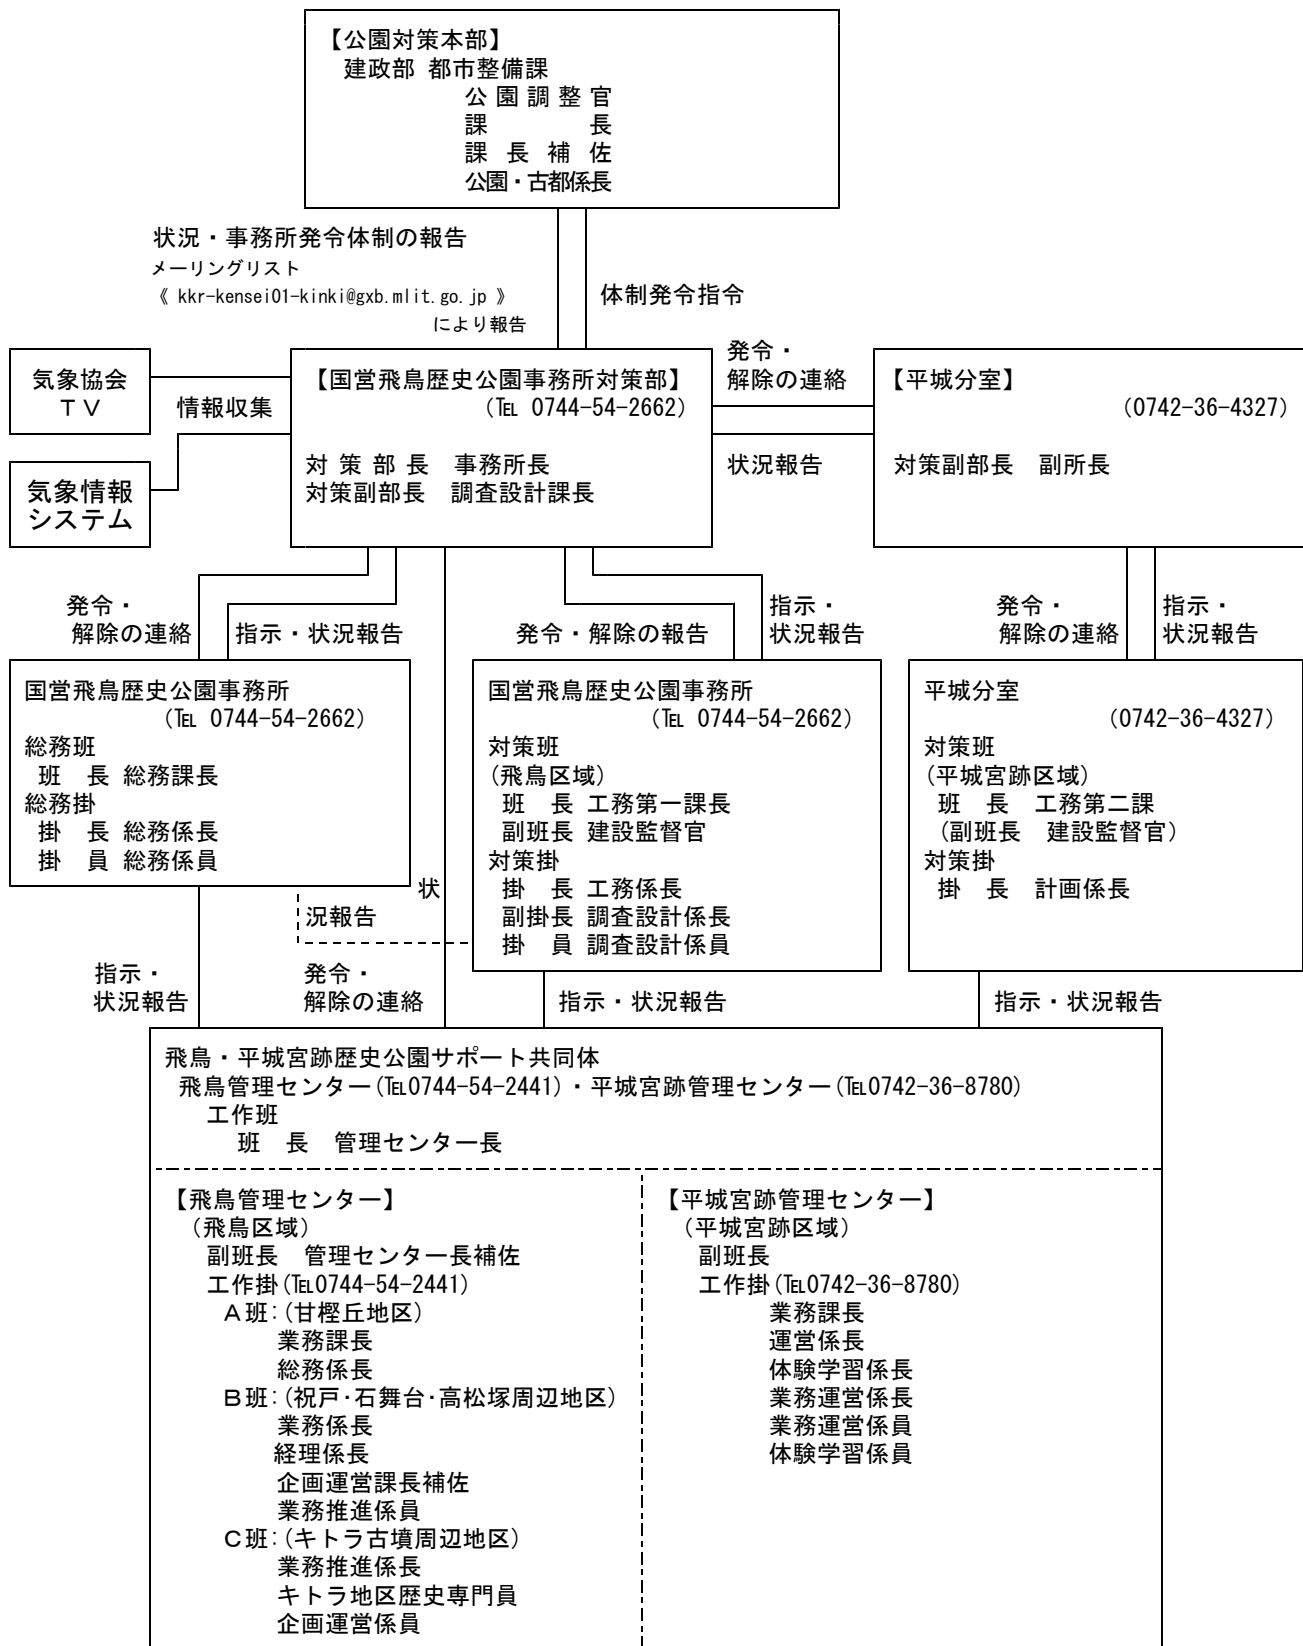 【公園対策本部】
建政部 都市整備課
公園調整官
課長
課長補佐
公園・古都係長
状況・事務所発令体制の報告
メーリングリスト
《 kkr-kensei01-kinki@gxb.mlit.go.jp 》
により報告
体制発令指令
気象協会
TV
情報収集
気象情報
システム
【国営飛鳥歴史公園事務所対策部】
(℡ 0744-54-2662)
対策部長 事務所長
対策副部長 調査設計課長
発令・
解除の連絡
状況報告
【平城分室】
(0742-36-4327)
対策副部長 副所長
発令・
解除の連絡
指示・状況報告
発令・解除の報告
指示・
状況報告
発令・
解除の連絡
指示・
状況報告
国営飛鳥歴史公園事務所
(℡ 0744-54-2662)
総務班
班 長 総務課長
総務掛
掛 長 総務係長
掛 員 総務係員
国営飛鳥歴史公園事務所
(℡ 0744-54-2662)
対策班
(飛鳥区域)
班 長 工務第一課長
副班長 建設監督官
対策掛
掛 長 工務係長
副掛長 調査設計係長
掛 員 調査設計係員
平城分室
(0742-36-4327)
対策班
(平城宮跡区域)
班 長 工務第二課
(副班長 建設監督官)
対策掛
掛 長 計画係長
状
況報告
指示・
状況報告
発令・
解除の連絡
指示・状況報告
指示・状況報告
飛鳥・平城宮跡歴史公園サポート共同体
飛鳥管理センター(℡0744-54-2441)・平城宮跡管理センター(℡0742-36-8780)
工作班
班 長 管理センター長
【飛鳥管理センター】
(飛鳥区域)
副班長 管理センター長補佐
工作掛(℡0744-54-2441)
A班:(甘樫丘地区)
業務課長
総務係長
B班:(祝戸・石舞台・高松塚周辺地区)
業務係長
経理係長
企画運営課長補佐
業務推進係員
C班:(キトラ古墳周辺地区)
業務推進係長
キトラ地区歴史専門員
企画運営係員
【平城宮跡管理センター】
(平城宮跡区域)
副班長
工作掛(℡0742-36-8780)
業務課長
運営係長
体験学習係長
業務運営係長
業務運営係員
体験学習係員